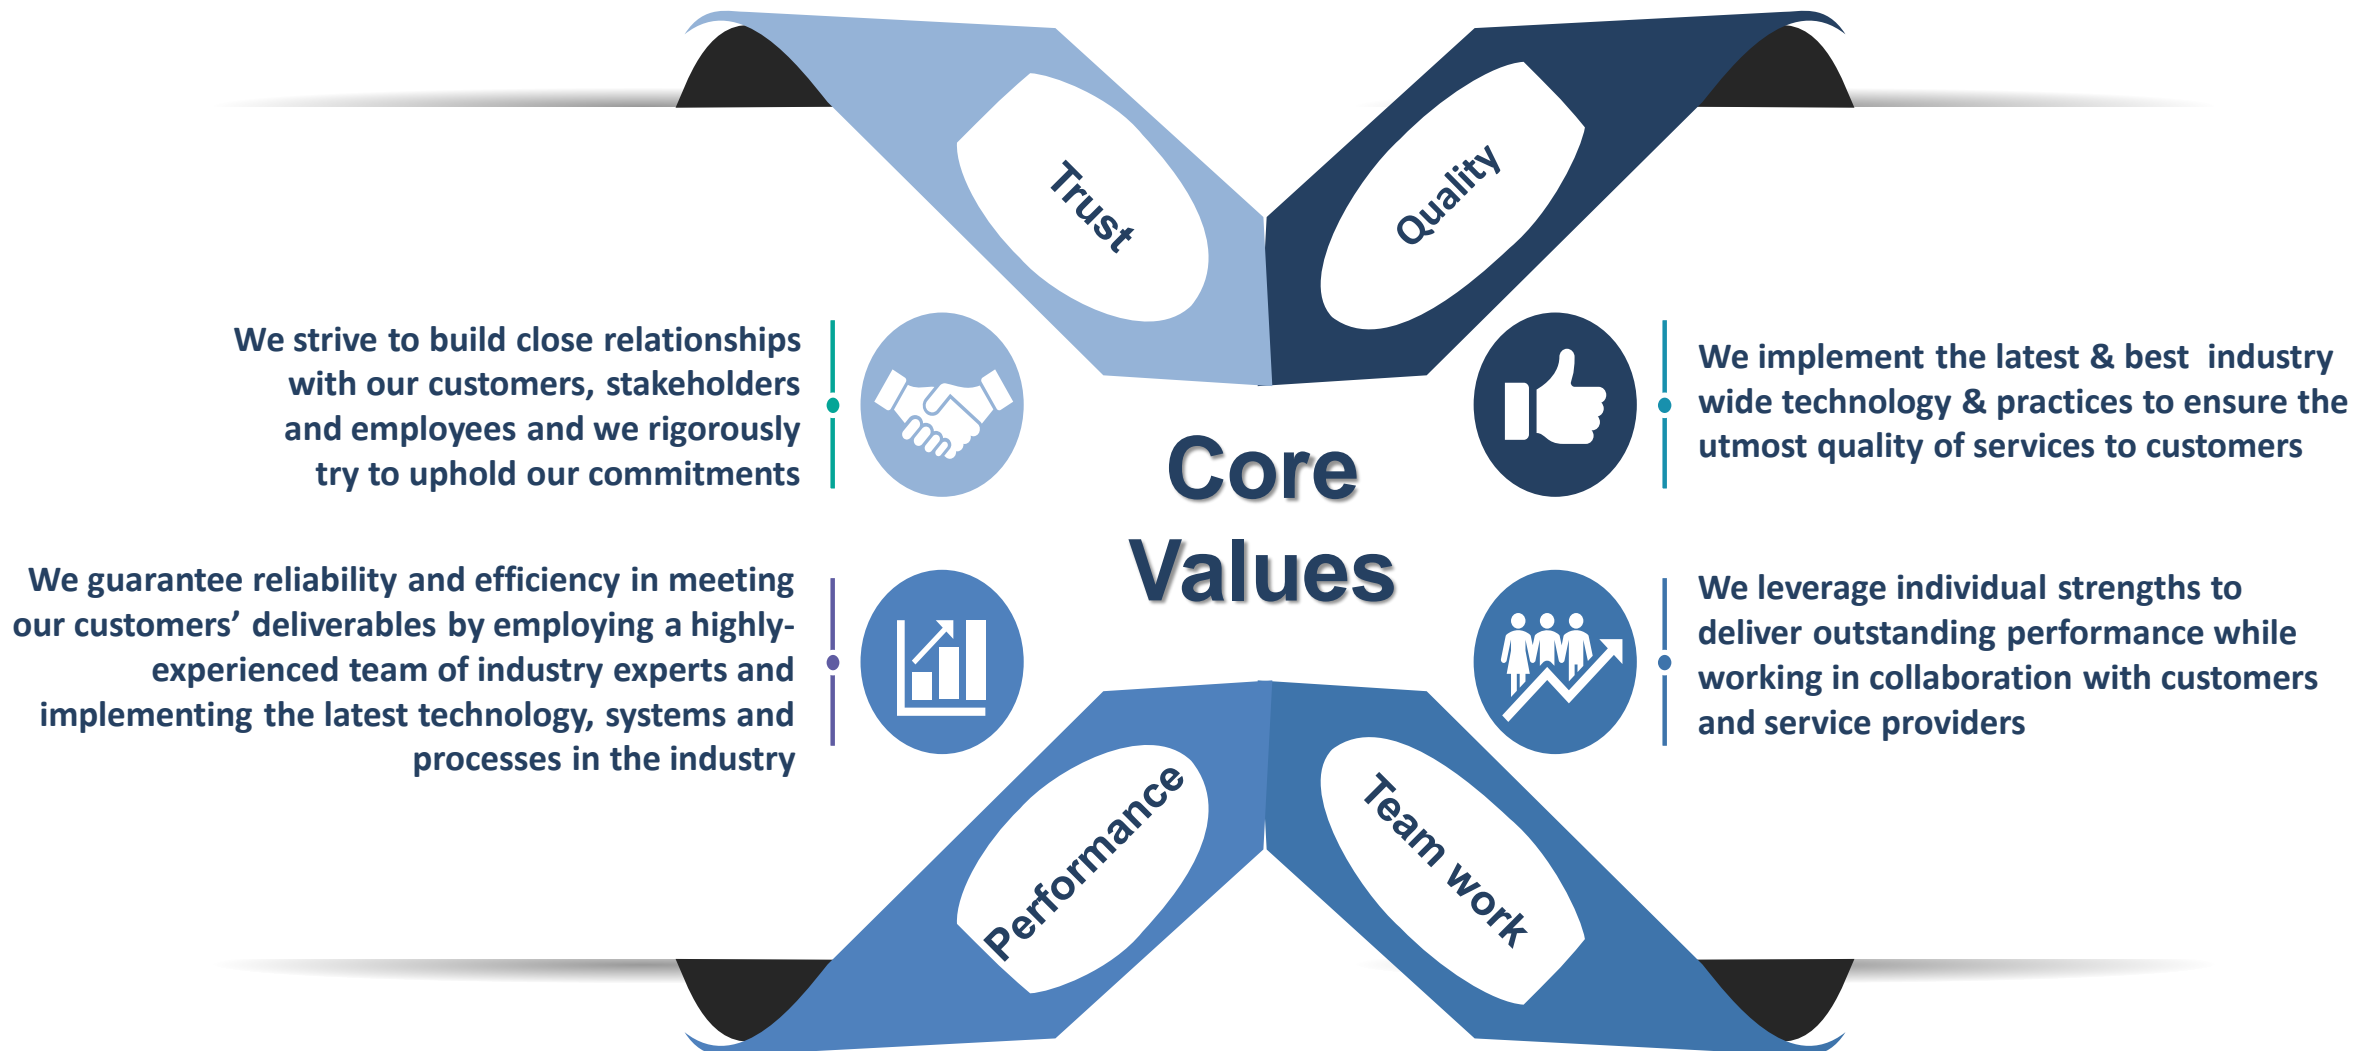 Trust
Quality
We strive to build close relationships
with our customers, stakeholders
and employees and we rigorously
try to uphold our commitments
We implement the latest & best industry
wide technology & practices to ensure the
utmost quality of services to customers
Core
Values
We guarantee reliability and efficiency in meeting
our customers’ deliverables by employing a highly-
experienced team of industry experts and
implementing the latest technology, systems and
processes in the industry
We leverage individual strengths to
deliver outstanding performance while
working in collaboration with customers
and service providers
Performance
Team work